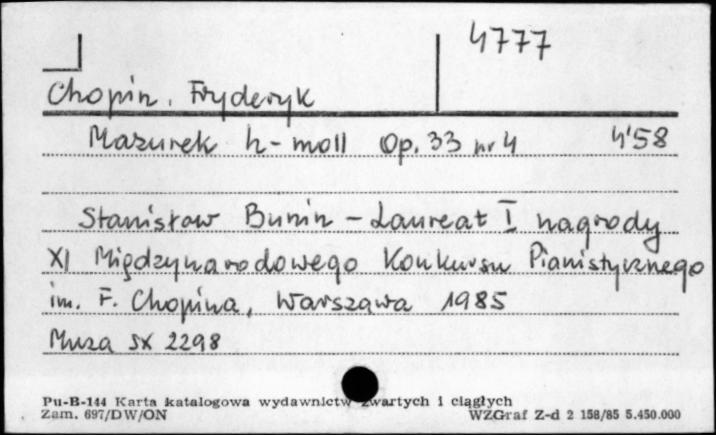 4777
Chopin, Fryderyk
Mazurek h-moll Op. 33 nr 4 4'58
Stanisław Bunin - Laureat I nagrody
XI Międzynarodowego Konkursu Pianistycznego
im. F. Chopina, Warszawa 1985
Muza SX 2298
Pu-B-144 Karta katalogowa wydawnictw zwartych i ciągłych
Zam. 697/DW/ON WZGraf Z-d 2 158/85 5.450.000